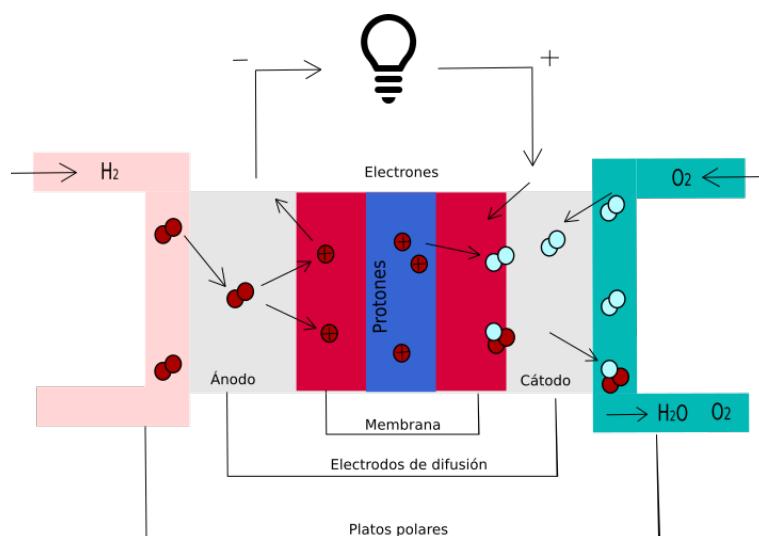 − +
Electrones
H₂
O₂
Protones
Ánodo
Cátodo
H₂O O₂
Membrana
Electrodos de difusión
Platos polares